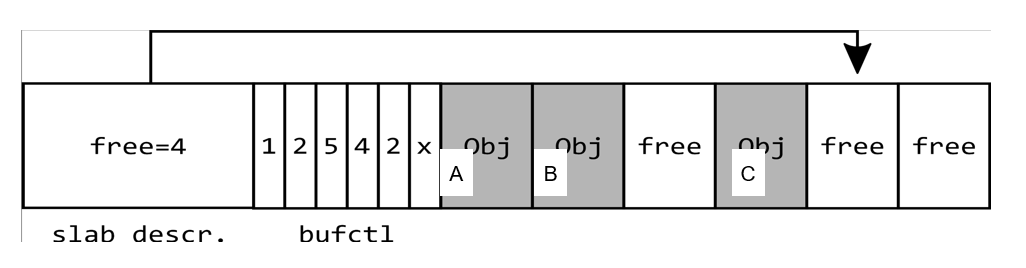 free=4 1 2 5 4 2 x Obj Obj free Obj free free
A B C
slab descr. bufctl